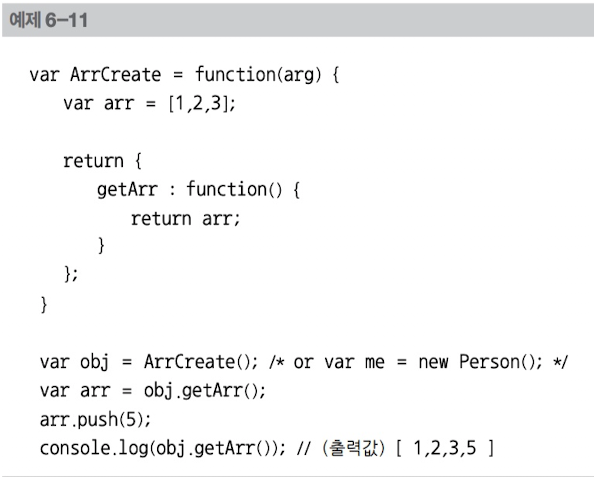 예제 6-11
var ArrCreate = function(arg) {
var arr = [1,2,3];
return {
getArr : function() {
return arr;
}
};
}
var obj = ArrCreate(); /* or var me = new Person(); */
var arr = obj.getArr();
arr.push(5);
console.log(obj.getArr()); // (출력값) [ 1,2,3,5 ]